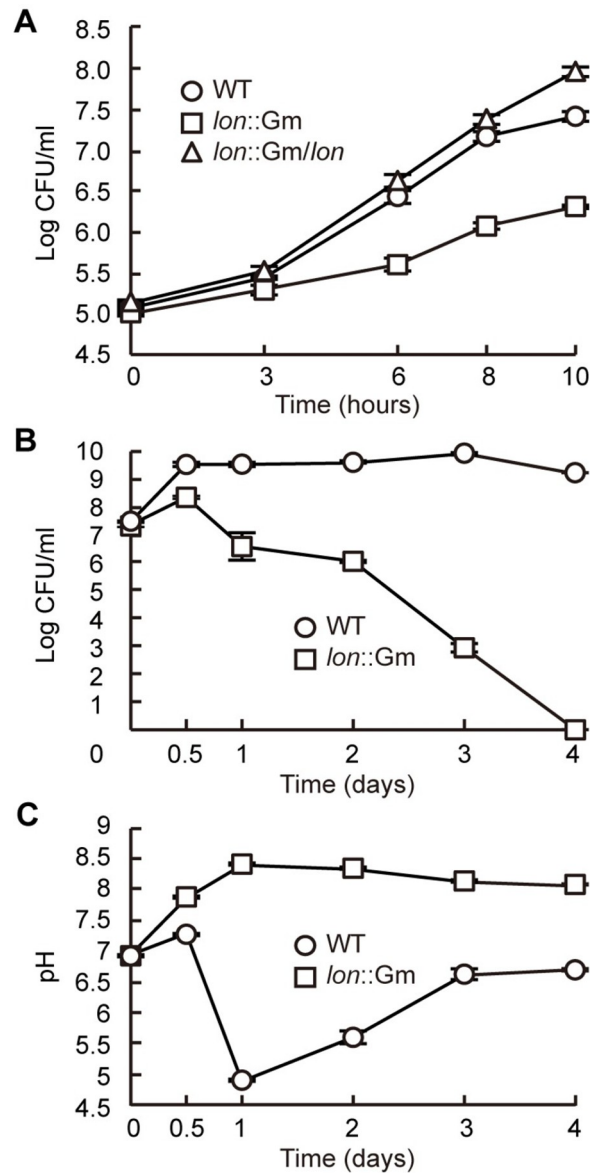 A
8.5
8.0
7.5
7.0
6.5
6.0
5.5
5.0
4.5
Log CFU/ml
WT
lon::Gm
lon::Gm/lon
0 3 6 8 10
Time (hours)
B
10
9
8
7
6
5
4
3
2
1
0
Log CFU/ml
WT
lon::Gm
0.5 1 2 3 4
Time (days)
C
9
8.5
8
7.5
7
6.5
6
5.5
5
4.5
pH
WT
lon::Gm
0 0.5 1 2 3 4
Time (days)